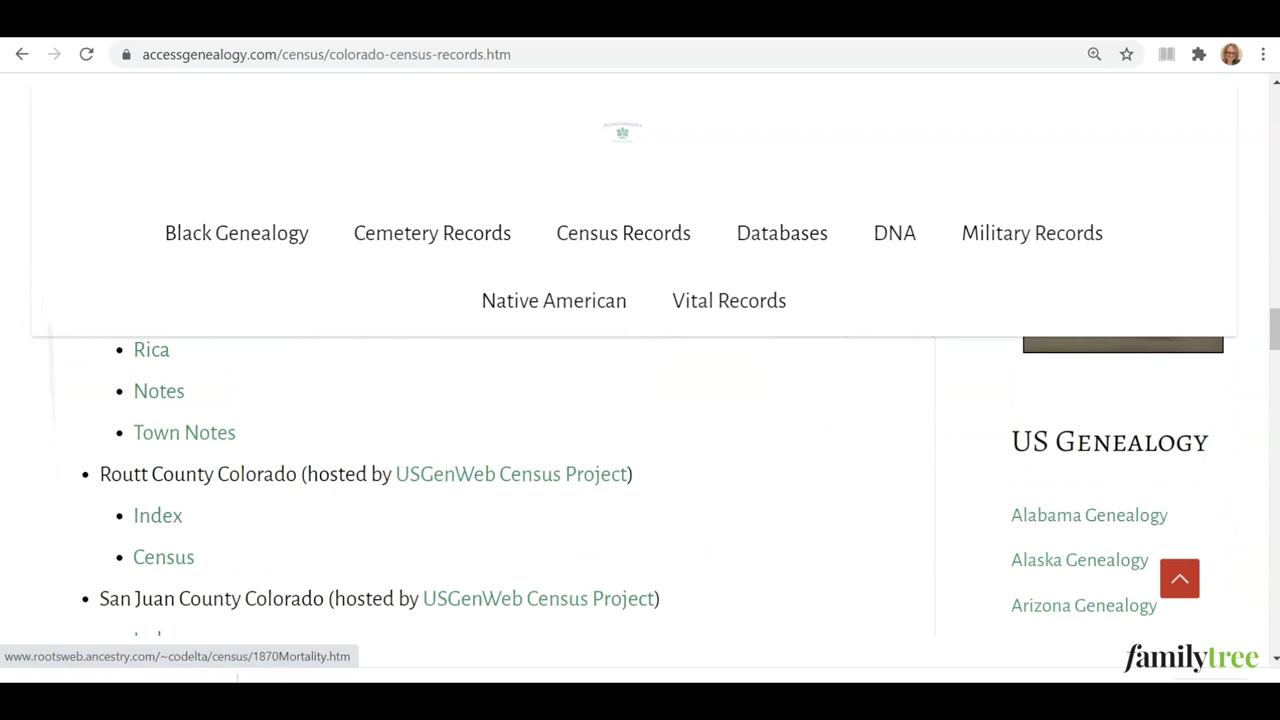 accessgenealogy.com/census/colorado-census-records.htm
Black Genealogy Cemetery Records Census Records Databases DNA Military Records
Native American Vital Records
Rica
Notes
Town Notes
Routt County Colorado (hosted by USGenWeb Census Project)
Index
Census
San Juan County Colorado (hosted by USGenWeb Census Project)
US Genealogy
Alabama Genealogy
Alaska Genealogy
Arizona Genealogy
www.rootsweb.ancestry.com/~codelta/census/1870Mortality.htm
familytree